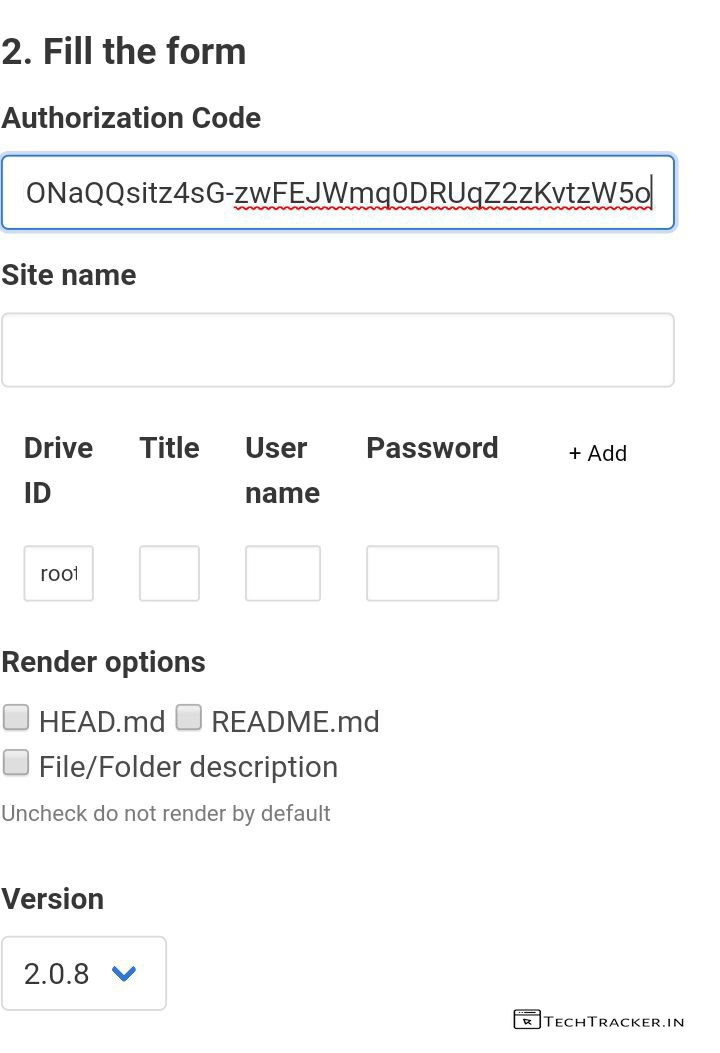 2. Fill the form
Authorization Code
ONaQQsitz4sG-zwFEJWmq0DRUqZ2zKvtzW5o
Site name
Drive Title User Password + Add
ID name
root
Render options
HEAD.md README.md
File/Folder description
Uncheck do not render by default
Version
2.0.8
TECHTRACKER.IN